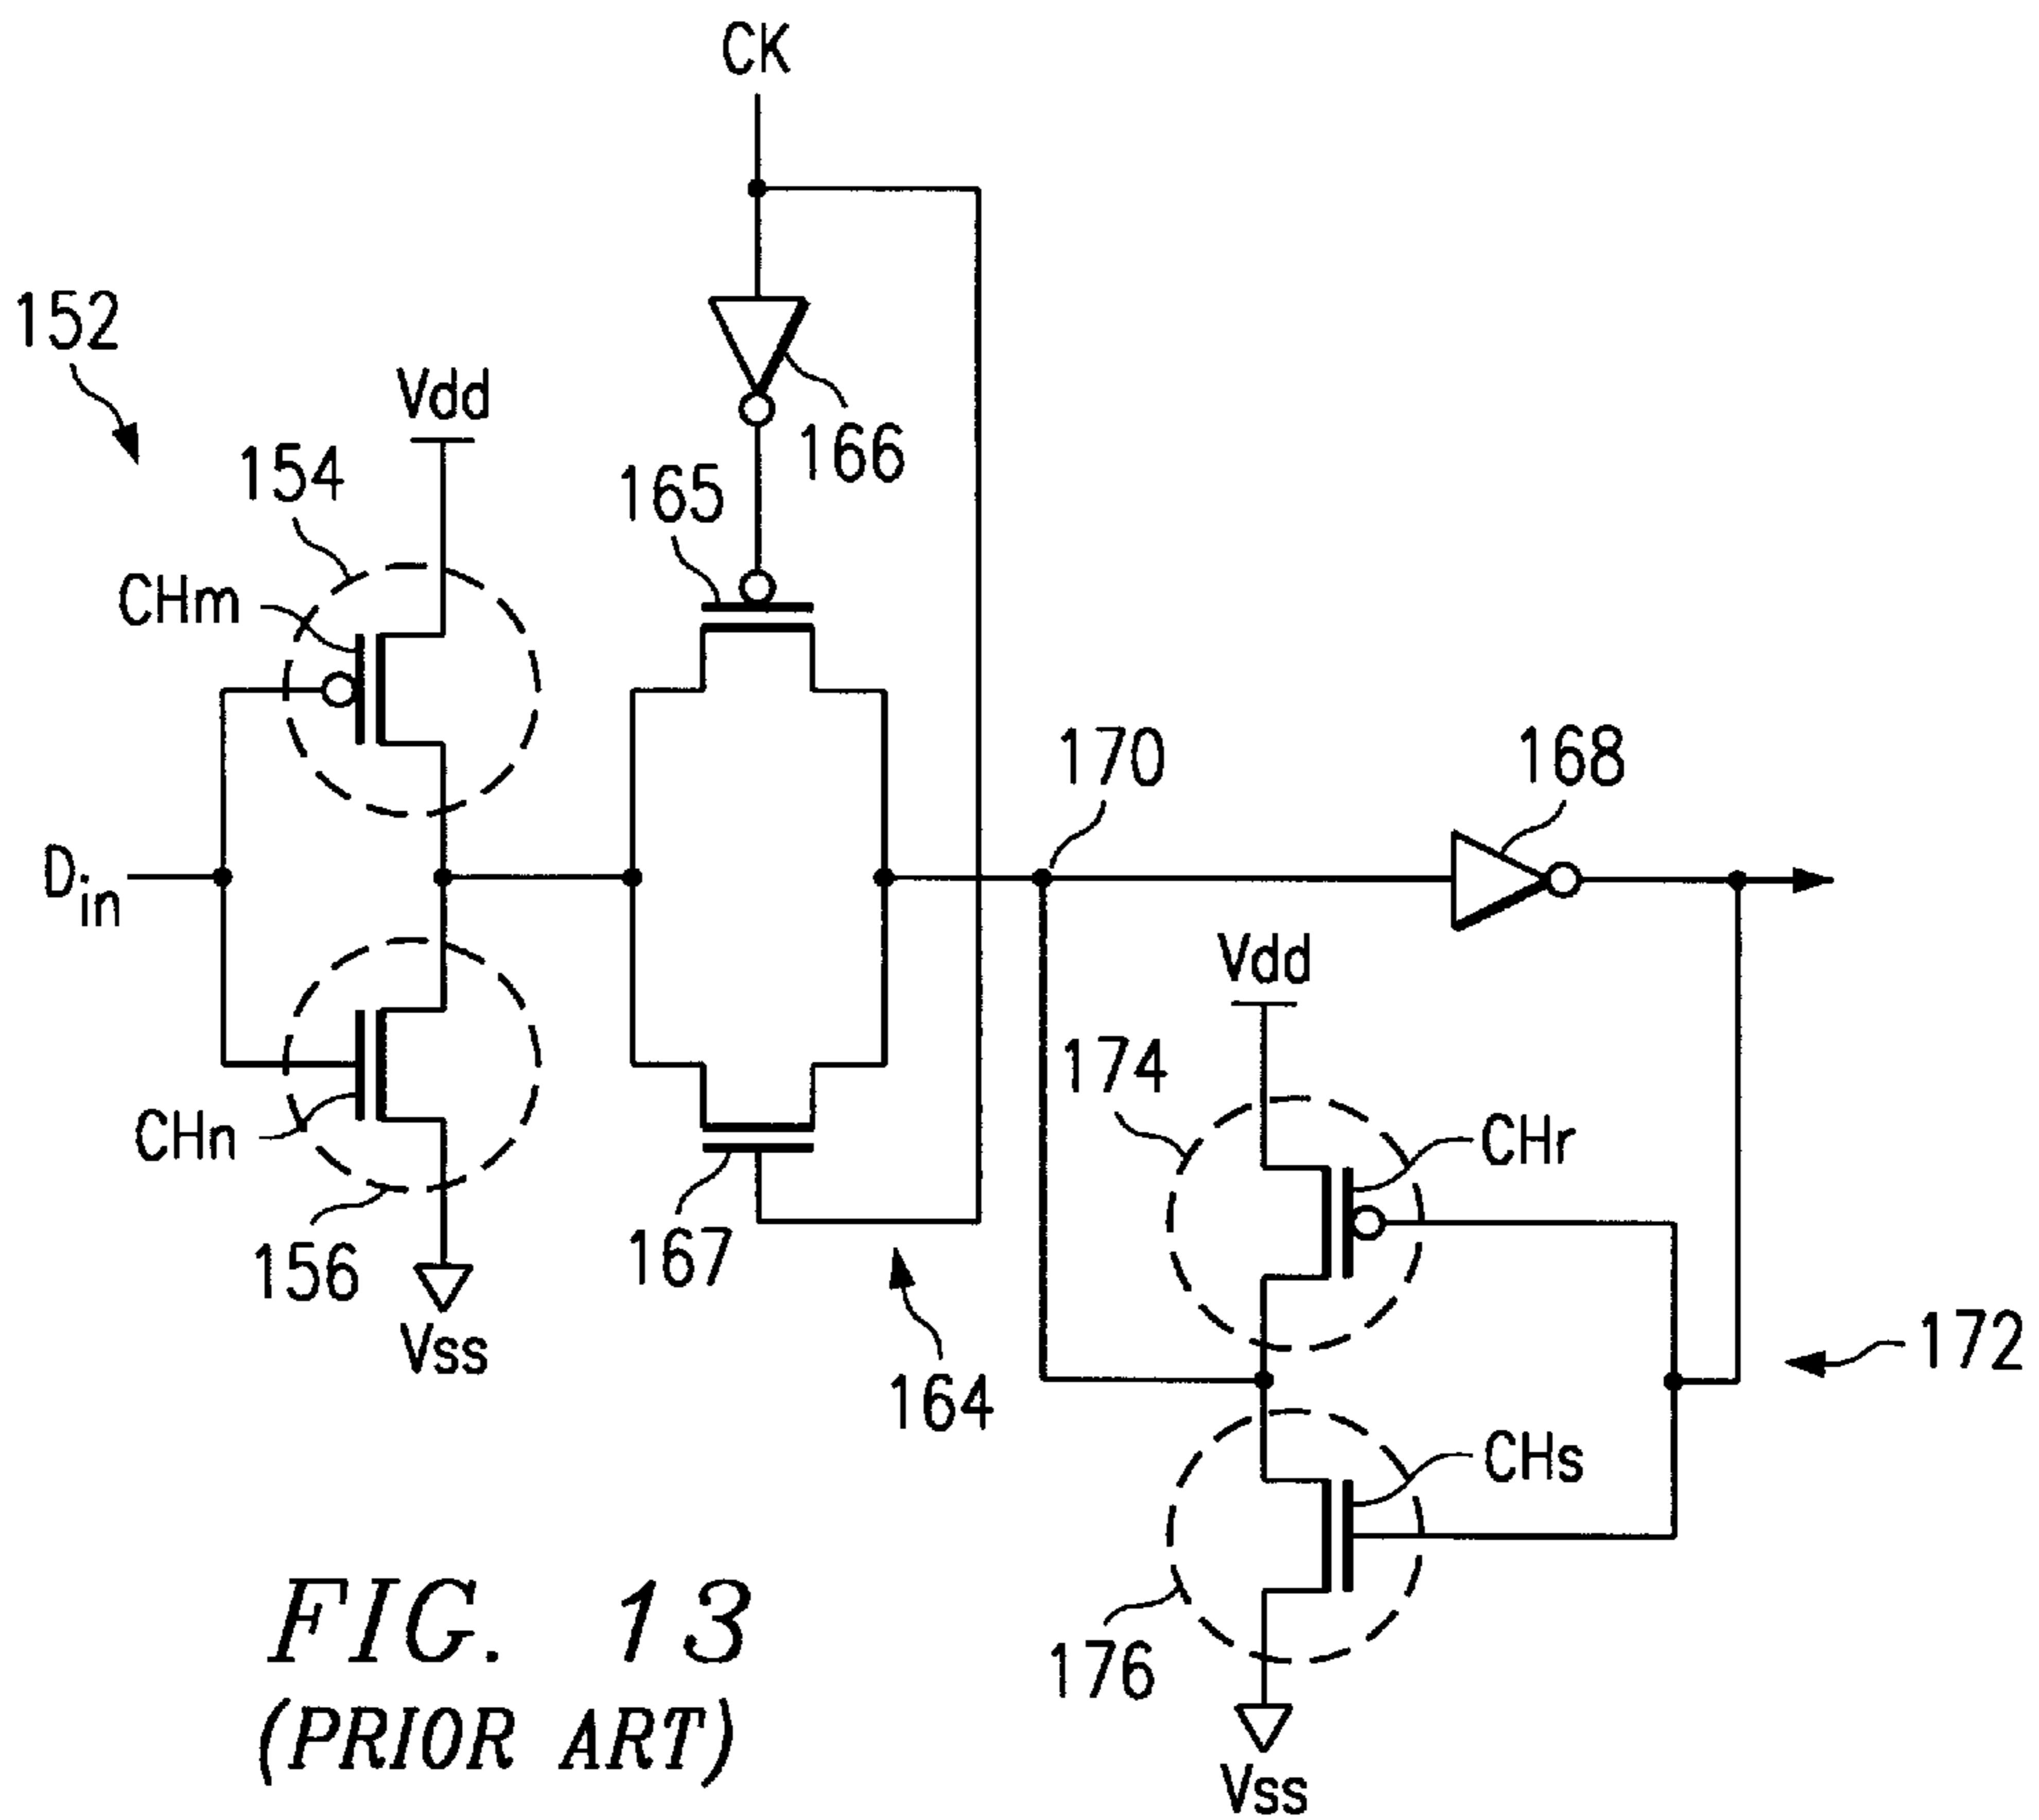 CK
152
Vdd
154
166
165
CHm
170
168
Din
Vdd
174
CHn
CHr
156
167
172
Vss
164
CHs
FIG. 13
176
(PRIOR ART)
Vss